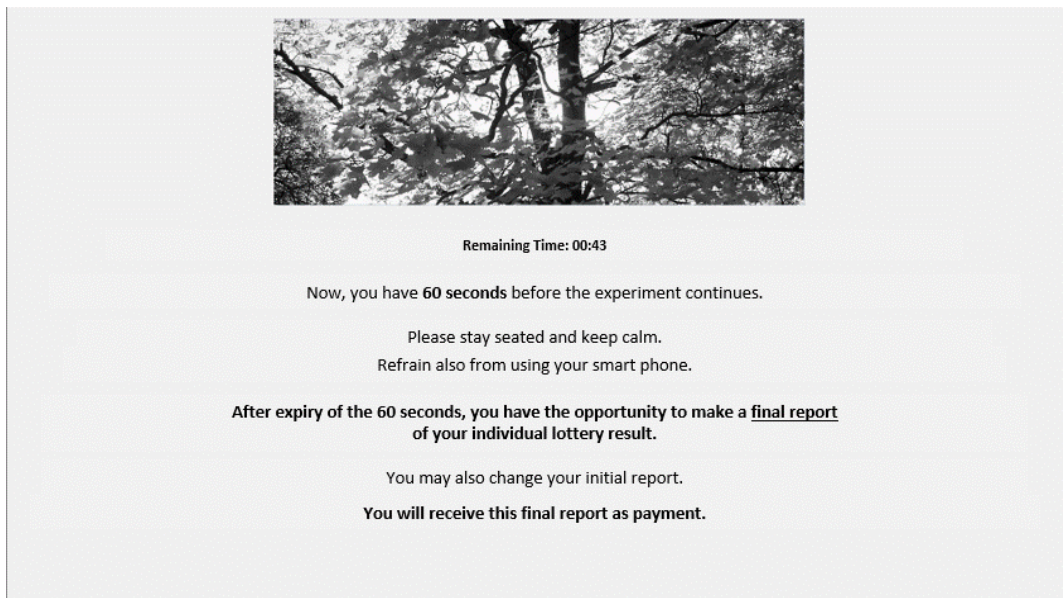 Remaining Time: 00:43
Now, you have 60 seconds before the experiment continues.
Please stay seated and keep calm.
Refrain also from using your smart phone.
After expiry of the 60 seconds, you have the opportunity to make a final report
of your individual lottery result.
You may also change your initial report.
You will receive this final report as payment.